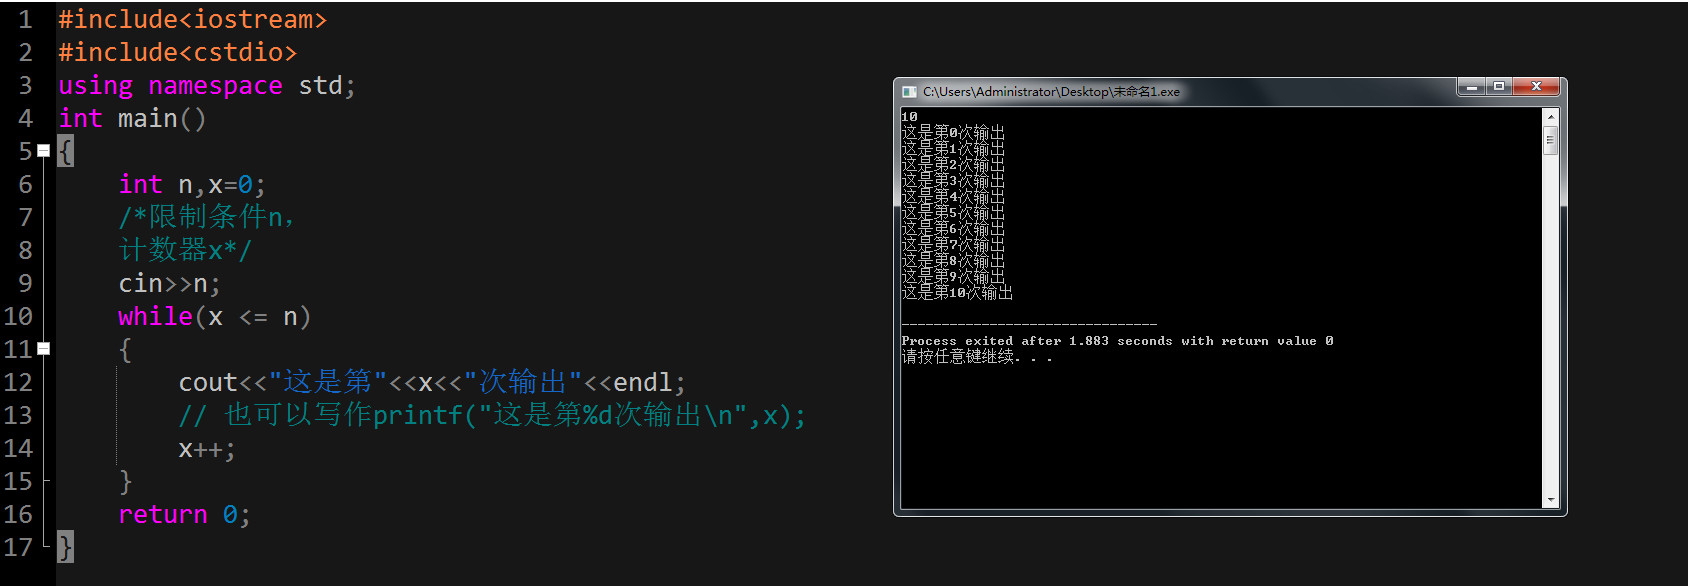 1 #include<iostream>
2 #include<cstdio>
3 using namespace std;
4 int main()
5 {
6 int n,x=0;
7 /*限制条件n,
8 计数器x*/
9 cin>>n;
10 while(x <= n)
11 {
12 cout<<"这是第"<<x<<"次输出"<<endl;
13 // 也可以写作printf("这是第%d次输出\n",x);
14 x++;
15 }
16 return 0;
17 }
C:\Users\Administrator\Desktop\未命名1.exe
10
这是第0次输出
这是第1次输出
这是第2次输出
这是第3次输出
这是第4次输出
这是第5次输出
这是第6次输出
这是第7次输出
这是第8次输出
这是第9次输出
这是第10次输出
--------------------------------
Process exited after 1.883 seconds with return value 0
请按任意键继续. . .